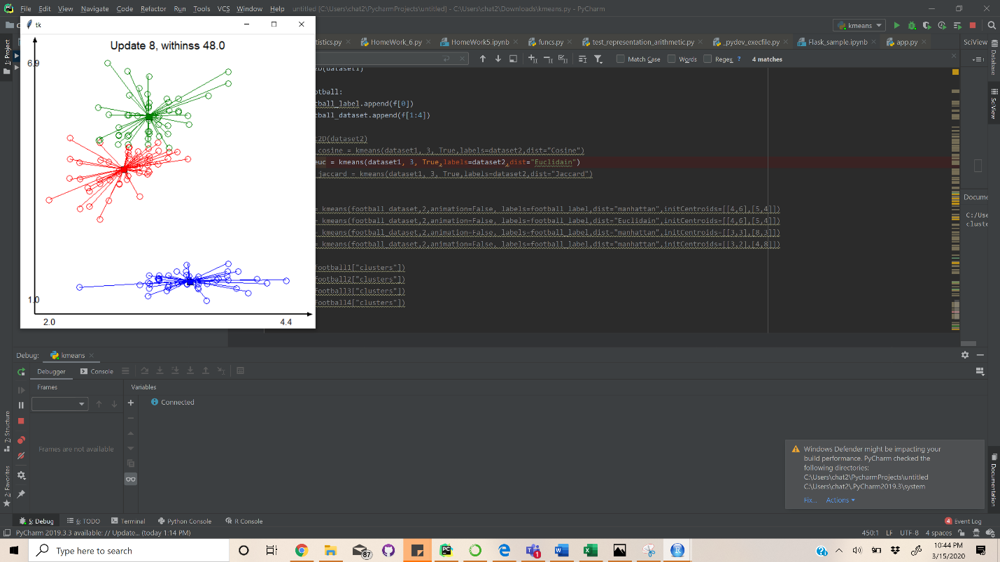 File Edit View Navigate Code Refactor Run Tools VCS Window Help untitled [C:\Users\chat2\PycharmProjects\untitled] - C:\Users\chat2\Downloads\kmeans.py - PyCharm
tk
kmeans
Update 8, withinss 48.0
6.9
1.0
2.0 4.4
1: Project
tistics.py HomeWork_6.py HomeWork5.ipynb funcs.py test_representation_arithmetic.py _pydev_execfile.py Flask_sample.ipynb app.py
SciView
Database
SciView
Match Case Words Regex ? 4 matches
2D(dataset1)
otball:
tball_label.append(f[0])
tball_dataset.append(f[1:4])
l2D(dataset2)
cosine = kmeans(dataset1, 3, True,labels=dataset2,dist="Cosine")
euc = kmeans(dataset1, 3, True,labels=dataset2,dist="Euclidain")
jaccard = kmeans(dataset1, 3, True,labels=dataset2,dist="Jaccard")
= kmeans(football_dataset,2,animation=False, labels=football_label,dist="manhattan",initCentroids=[[4,6],[5,4]])
= kmeans(football_dataset,2,animation=False, labels=football_label,dist="Euclidain",initCentroids=[[4,6],[5,4]])
= kmeans(football_dataset,2,animation=False, labels=football_label,dist="manhattan",initCentroids=[[3,3],[8,3]])
= kmeans(football_dataset,2,animation=False, labels=football_label,dist="manhattan",initCentroids=[[3,2],[4,8]])
football1["clusters"])
football2["clusters"])
football3["clusters"])
football4["clusters"])
Docume
C:/Use
cluste
Debug: kmeans
Debugger Console
Frames Variables
Connected
Frames are not available
Z: Structure
2: Favorites
Documentation
Windows Defender might be impacting your
build performance. PyCharm checked the
following directories:
C:\Users\chat2\PycharmProjects\untitled
C:\Users\chat2\.PyCharm2019.3\system
Fix... Actions
5: Debug 6: TODO Terminal Python Console R Console
4 Event Log
PyCharm 2019.3.3 available: // Update... (today 1:14 PM)
450:1 LF UTF-8 4 spaces
Type here to search
87
1
10:44 PM
3/15/2020